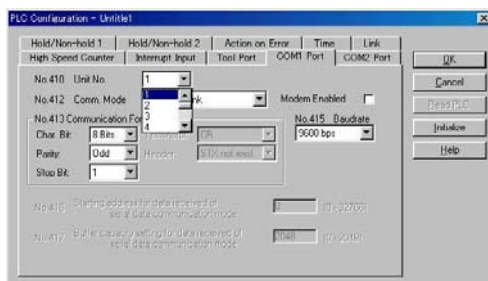 PLC Configuration - Untitle1
Hold/Non-hold 1 Hold/Non-hold 2 Action on Error Time Link
High Speed Counter Interrupt Input Tool Port COM1 Port COM2 Port
No.410 Unit No. 1
1
2
3
4
No.412 Comm. Mode nk Modem Enabled
No.413 Communication For No.415 Baudrate
Char. Bit: 8 Bits CR 9600 bps
Parity: Odd Header: STX not exist
Stop Bit: 1
No.416 Starting address for data received of 0 (0 - 32766)
serial data communication mode
No.417 Buffer capacity setting for data received of 2048 (0 - 2048)
serial data communication mode
OK
Cancel
Read PLC
Initialize
Help